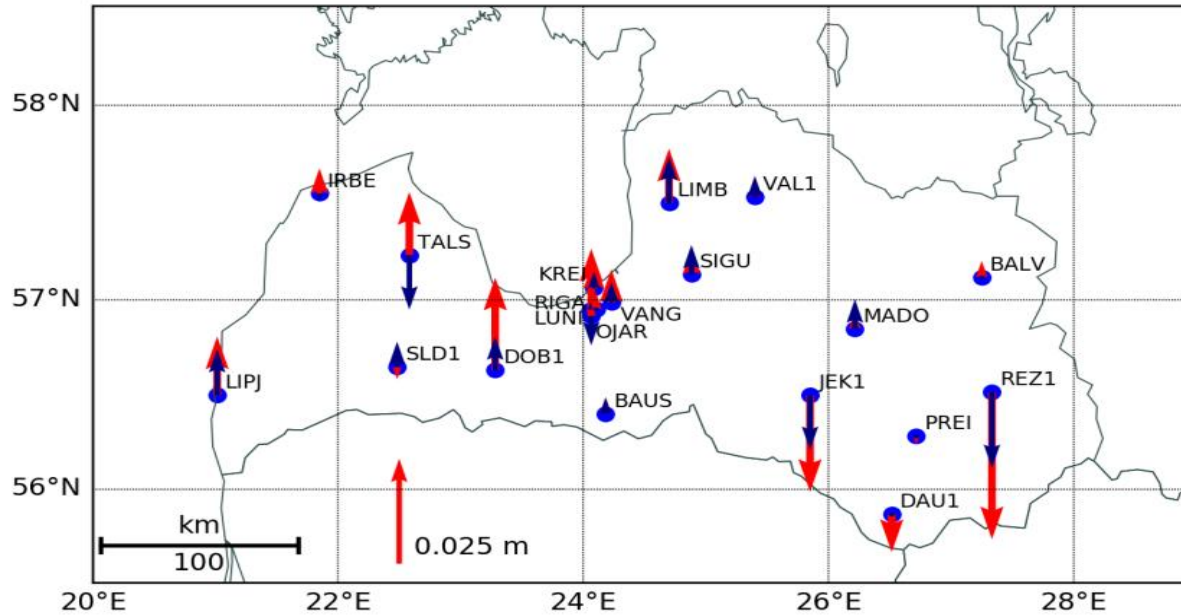 58°N
IRBE
LIMB
VAL1
TALS
SIGU
BALV
KREI
57°N
RIGA
VANG
MADO
LUNI
OJAR
SLD1
DOB1
LIPJ
JEK1
REZ1
BAUS
PREI
56°N
DAU1
km
100
0.025 m
20°E
22°E
24°E
26°E
28°E